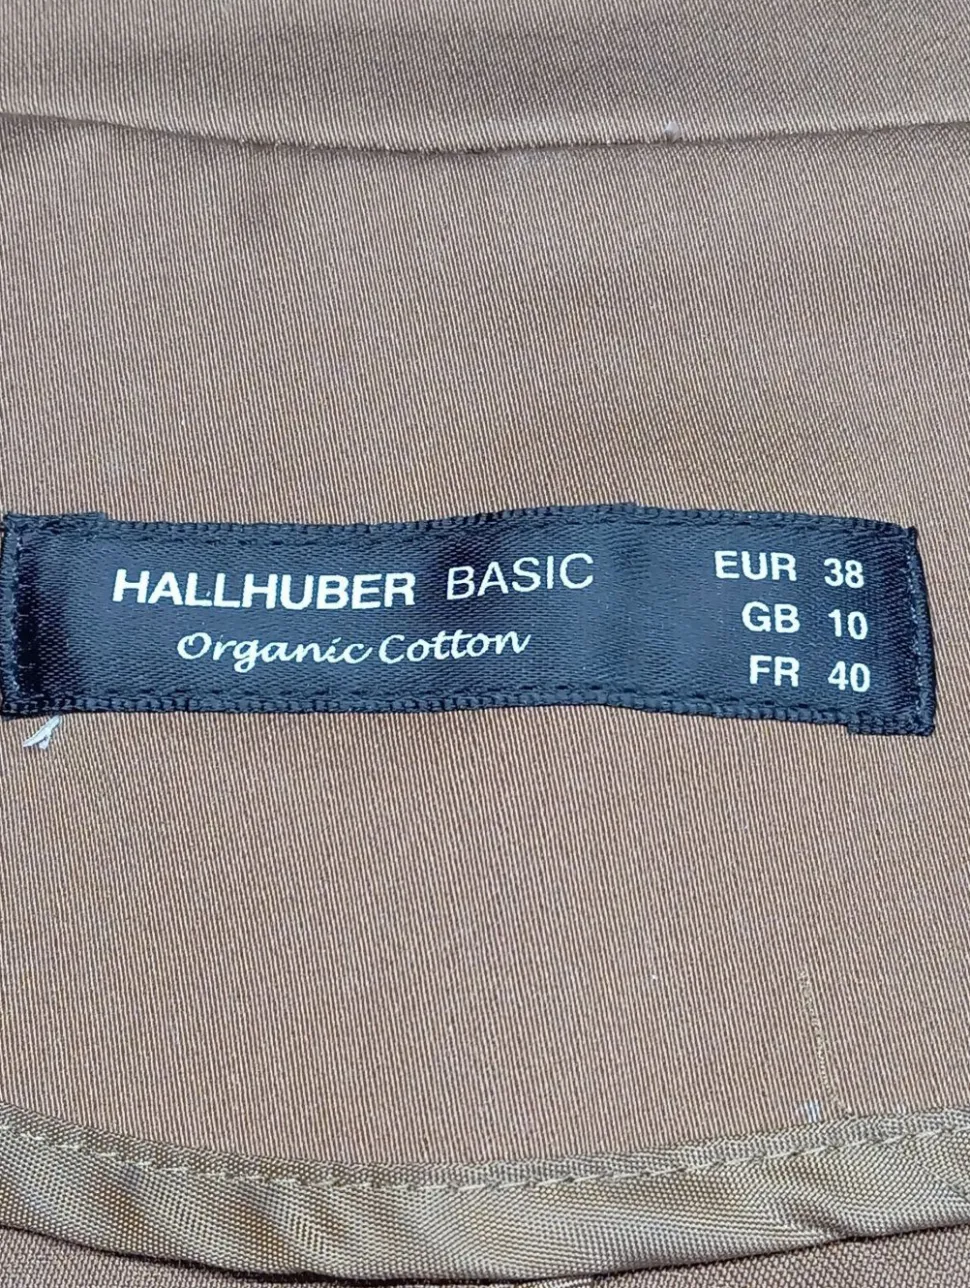 HALLHUBER BASIC
Organic Cotton
EUR 38
GB 10
FR 40